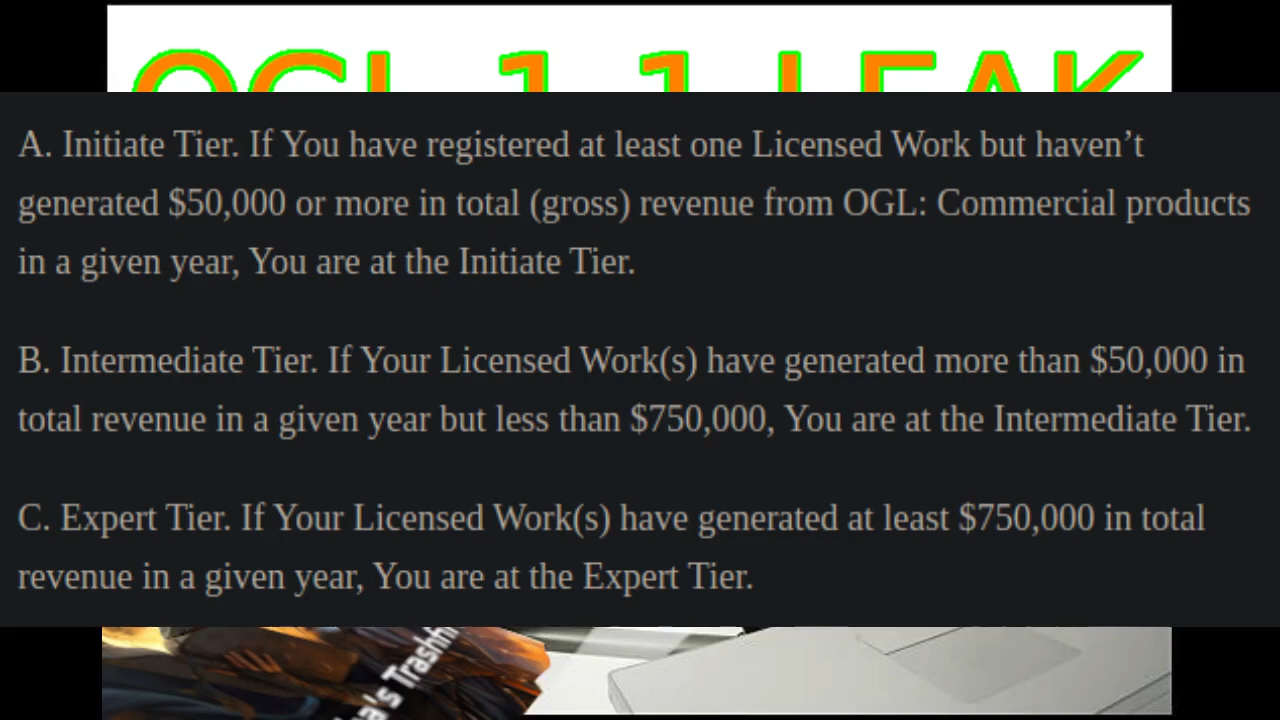 OGL 1.1 LEAK
A. Initiate Tier. If You have registered at least one Licensed Work but haven’t
generated $50,000 or more in total (gross) revenue from OGL: Commercial products
in a given year, You are at the Initiate Tier.
B. Intermediate Tier. If Your Licensed Work(s) have generated more than $50,000 in
total revenue in a given year but less than $750,000, You are at the Intermediate Tier.
C. Expert Tier. If Your Licensed Work(s) have generated at least $750,000 in total
revenue in a given year, You are at the Expert Tier.